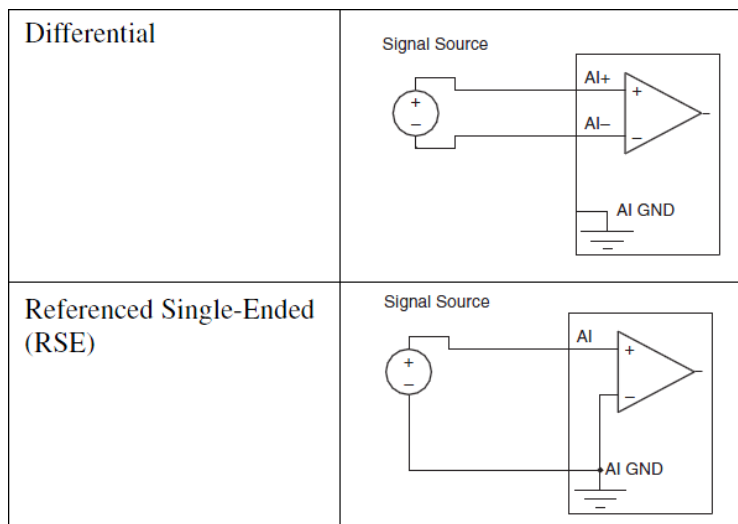 Differential
Signal Source
AI+
+
+
AI–
–
–
–
AI GND
Referenced Single-Ended
(RSE)
Signal Source
AI
+
+
–
–
–
AI GND